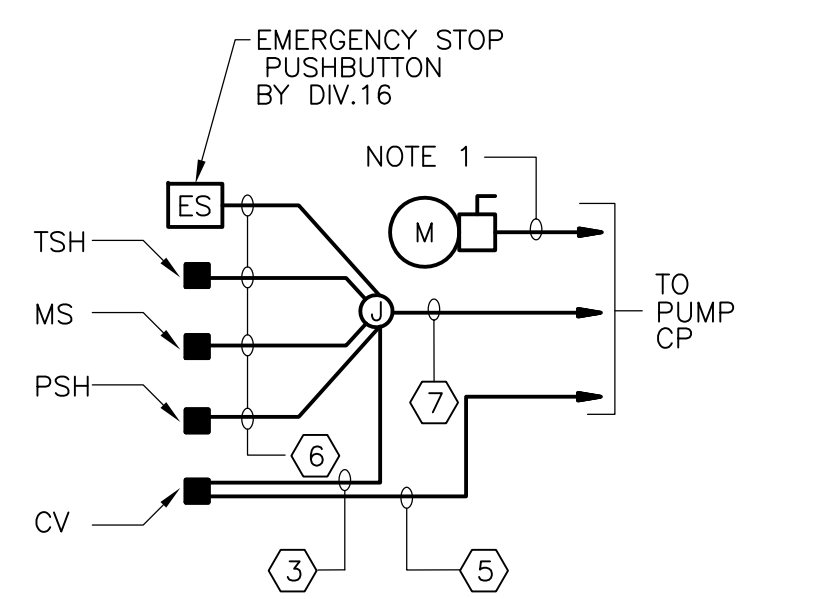 EMERGENCY STOP
PUSHBUTTON
BY DIV.16
NOTE 1
ES
TSH
M
MS
J
TO
PUMP
CP
PSH
7
6
CV
3
5